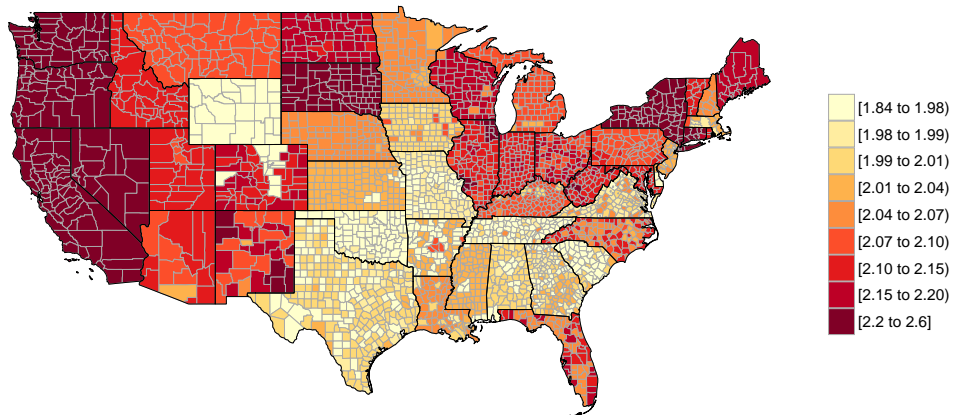 [1.84 to 1.98)
[1.98 to 1.99)
[1.99 to 2.01)
[2.01 to 2.04)
[2.04 to 2.07)
[2.07 to 2.10)
[2.10 to 2.15)
[2.15 to 2.20)
[2.2 to 2.6]